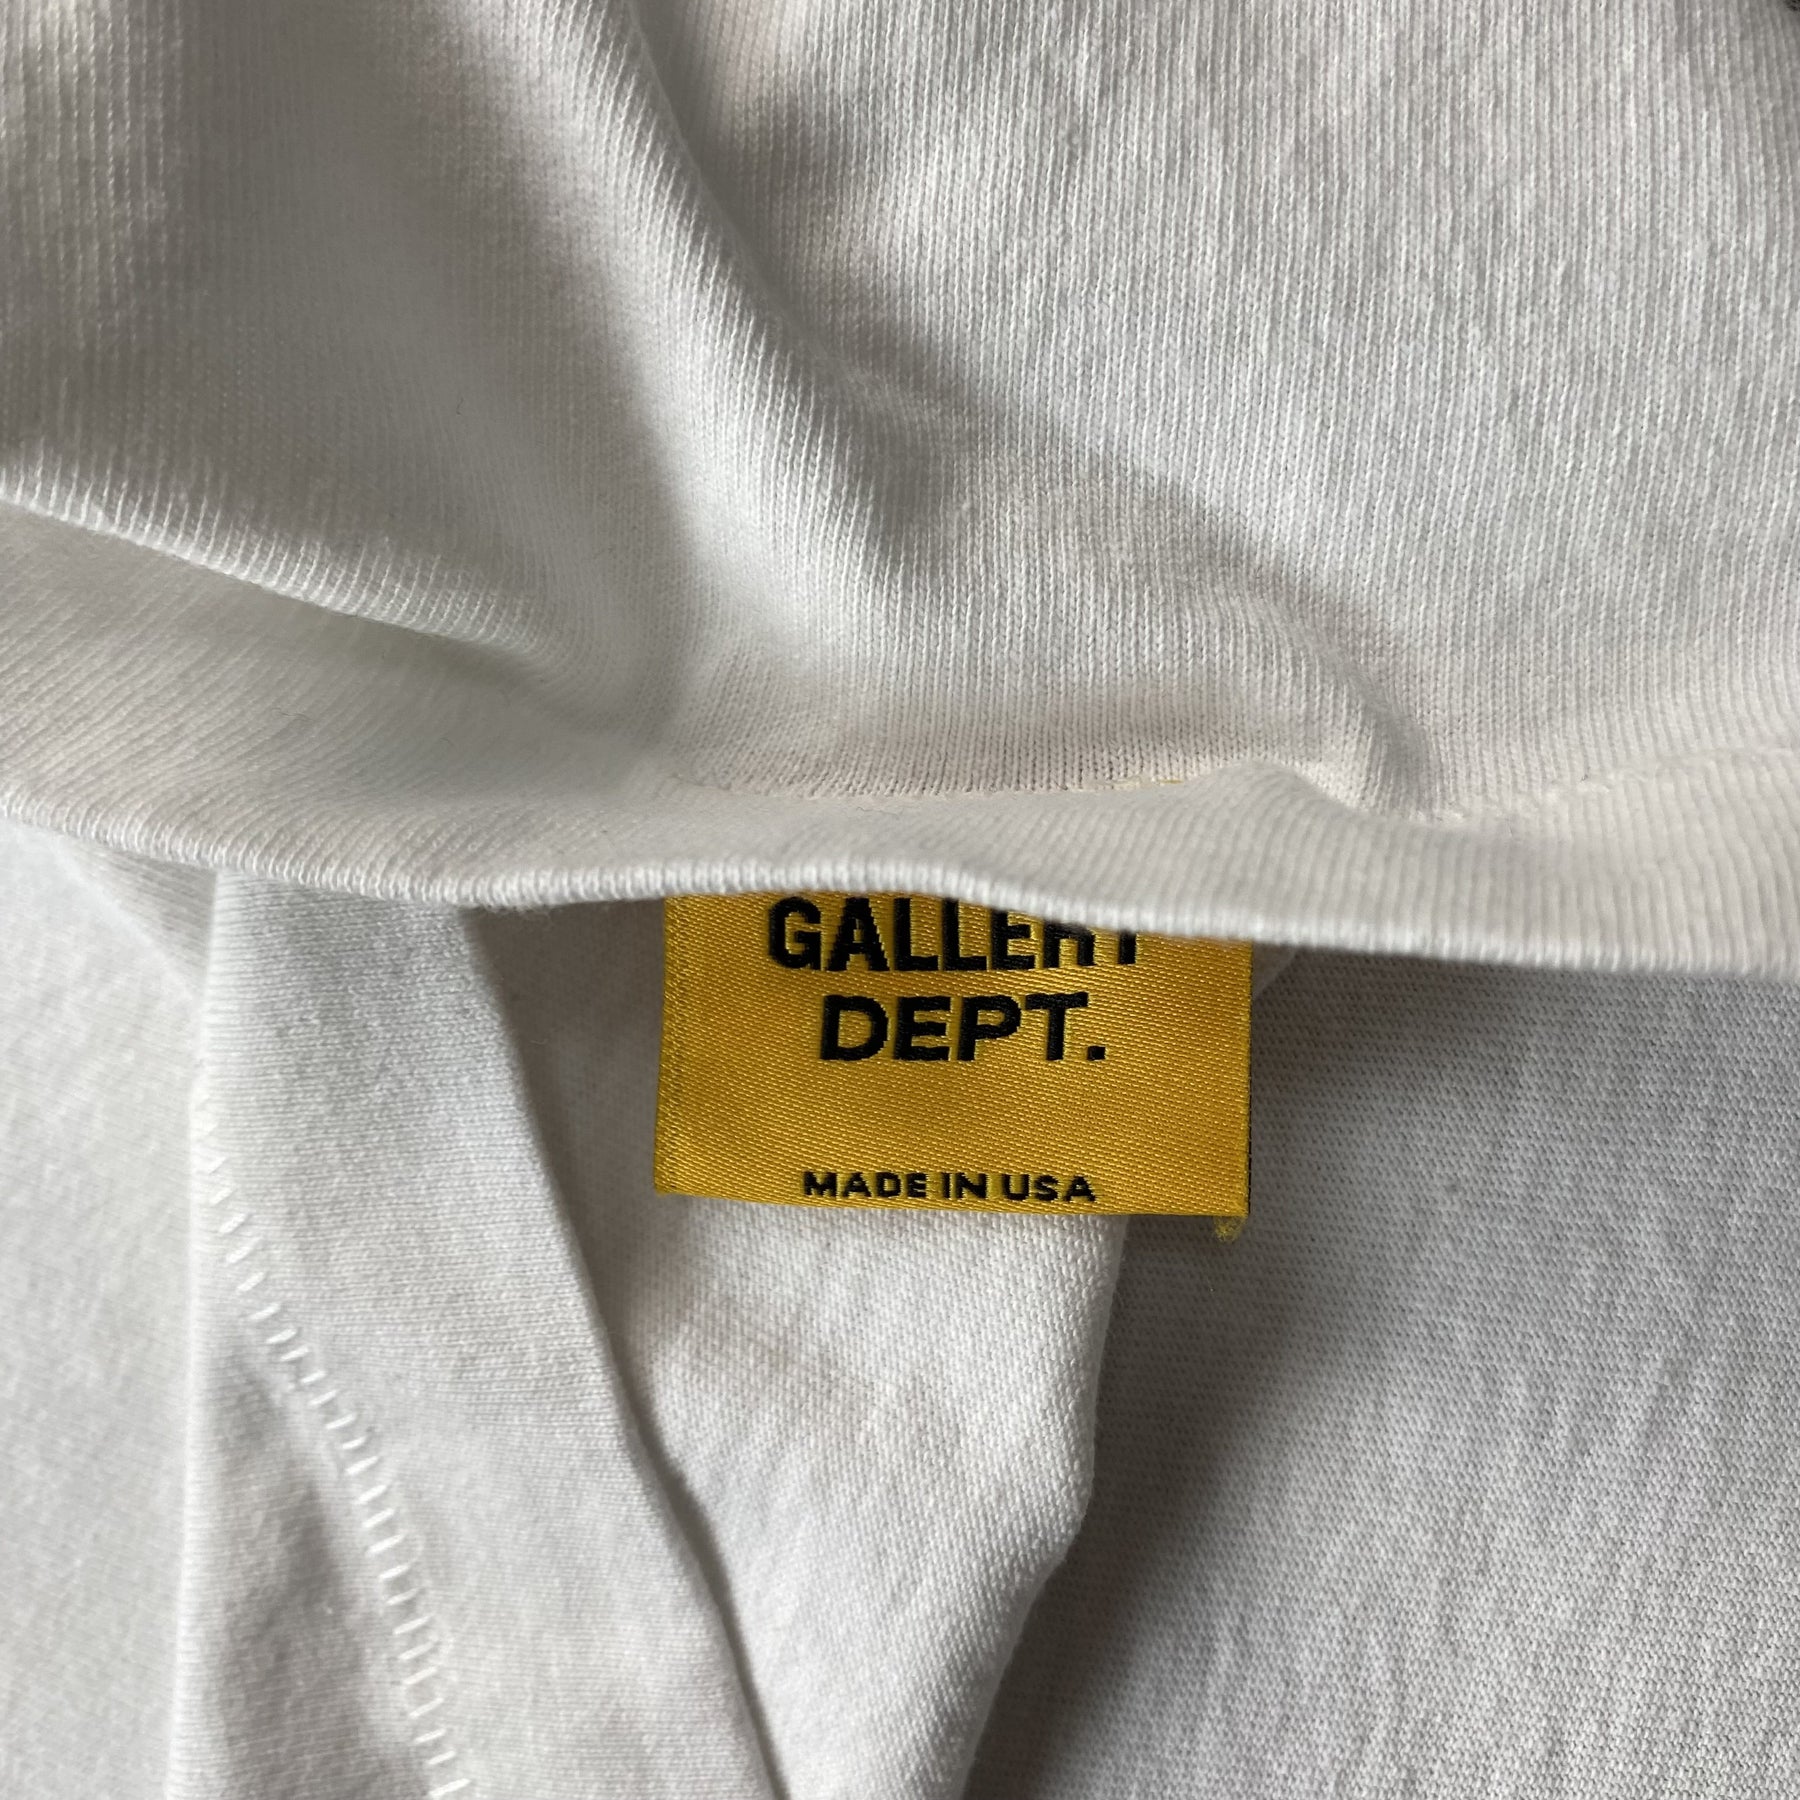 GALLERY
DEPT.
MADE IN USA